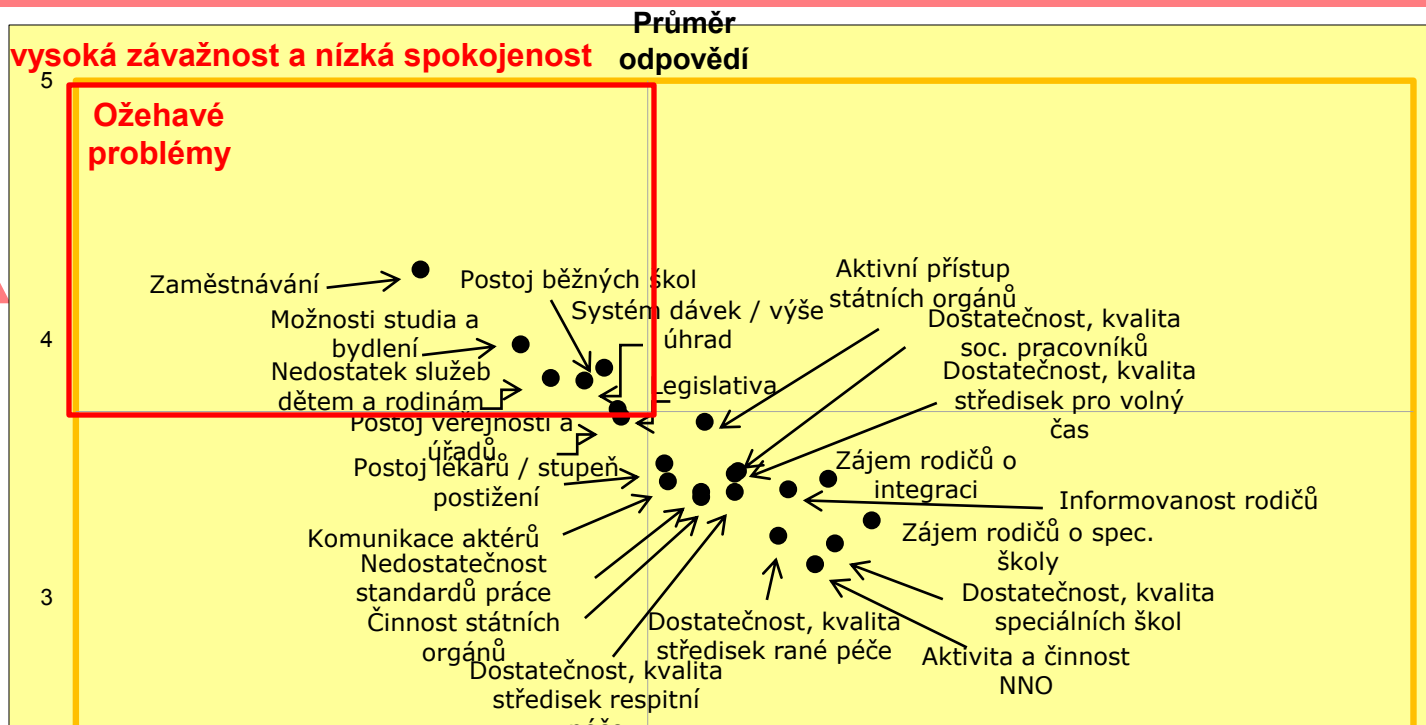 Průměr
odpovědí
vysoká závažnost a nízká spokojenost
5
Ožehavé
problémy
Zaměstnávání
Postoj běžných škol
Aktivní přístup
státních orgánů
Systém dávek / výše
úhrad
Možnosti studia a
bydlení
4
Dostatečnost, kvalita
soc. pracovníků
Nedostatek služeb
dětem a rodinám
Legislativa
Dostatečnost, kvalita
středisek pro volný
čas
Postoj veřejnosti a
úřadů
Postoj lékařů / stupeň
postižení
Zájem rodičů o
integraci
Informovanost rodičů
Komunikace aktérů
Zájem rodičů o spec.
školy
Nedostatečnost
standardů práce
3
Dostatečnost, kvalita
speciálních škol
Činnost státních
orgánů
Dostatečnost, kvalita
středisek rané péče
Aktivita a činnost
NNO
Dostatečnost, kvalita
středisek respitní